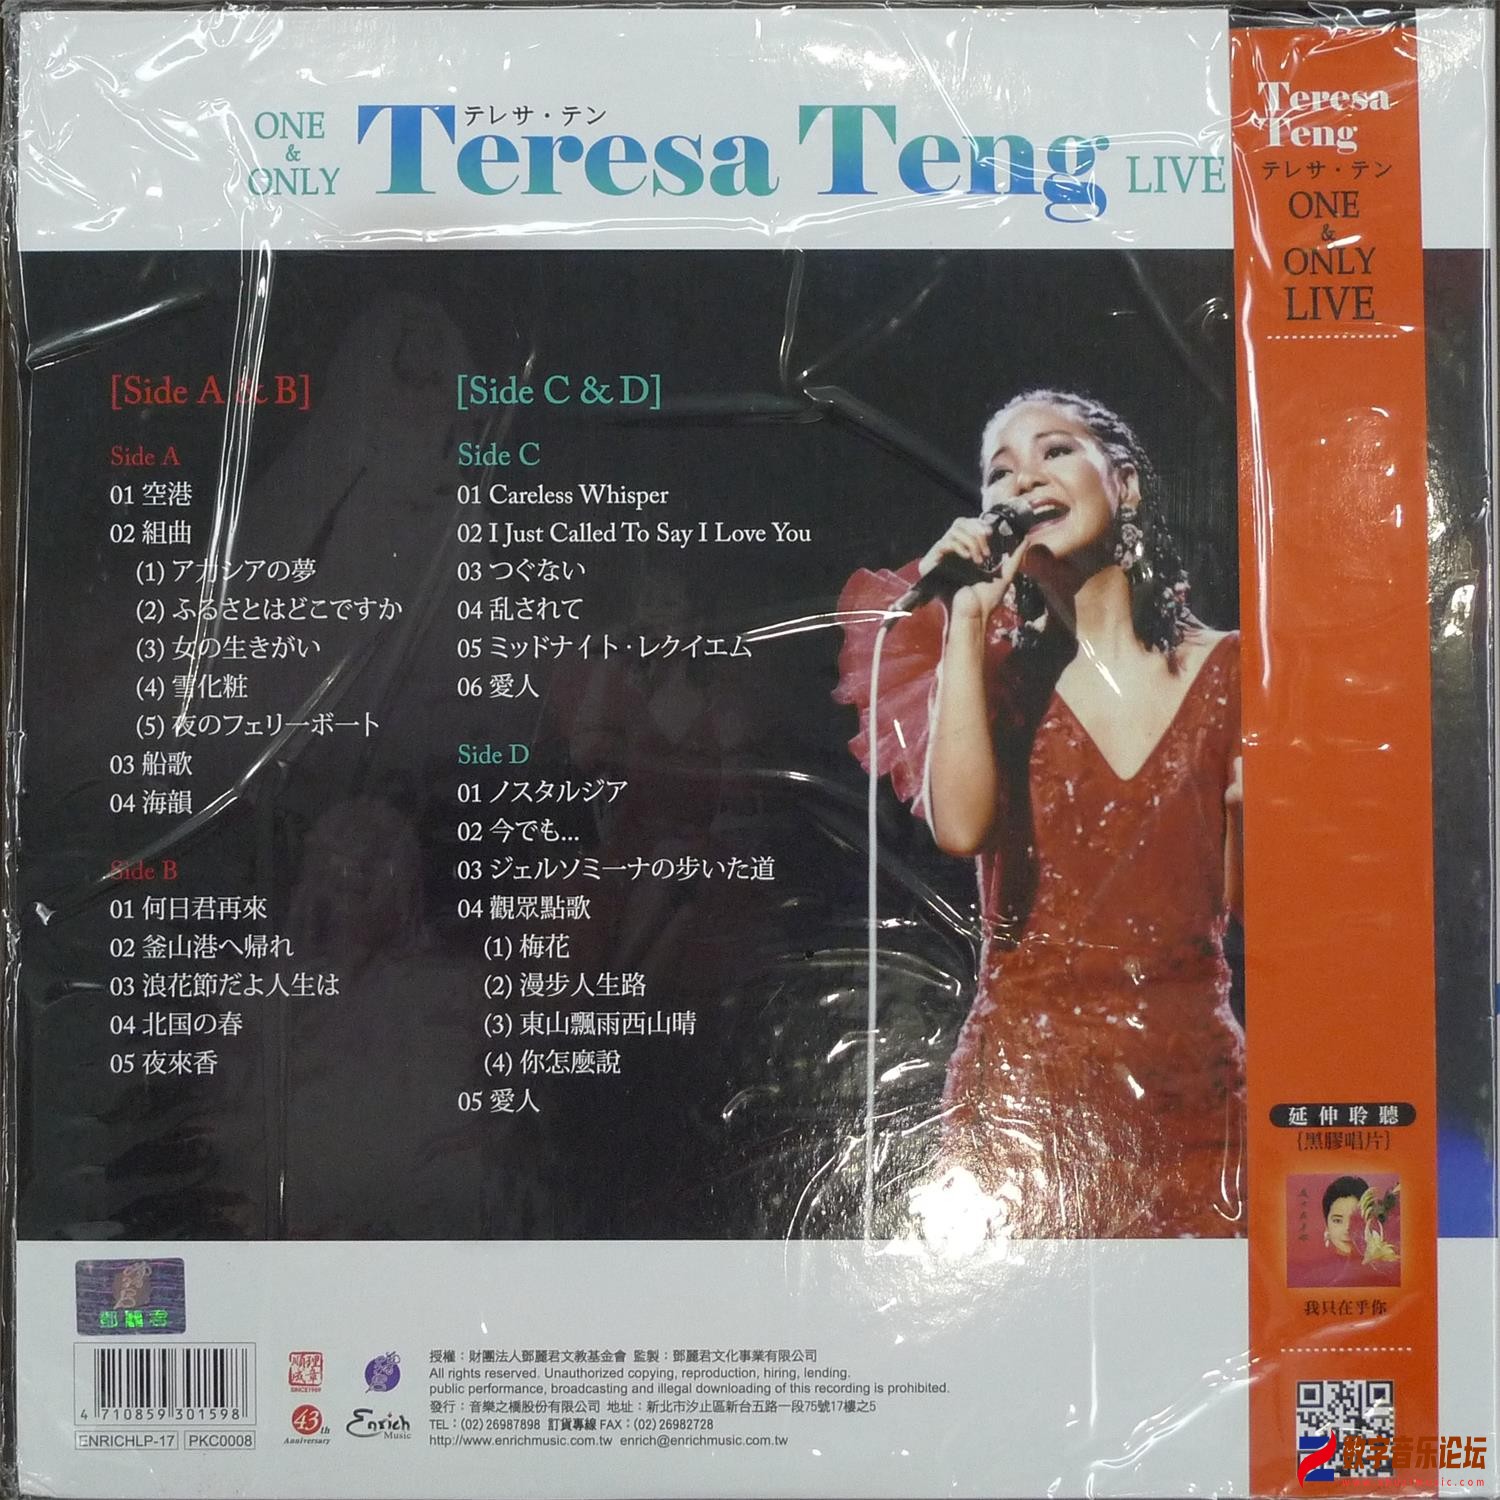 ONE
&
ONLY
テレサ・テン
Teresa Teng
LIVE
Teresa
Teng
テレサ・テン
ONE
&
ONLY
LIVE
[Side A & B]
Side A
01 空港
02 組曲
(1) アカシアの夢
(2) ふるさとはどこですか
(3) 女の生きがい
(4) 雪化粧
(5) 夜のフェリーボート
03 船歌
04 海韻
Side B
01 何日君再來
02 釜山港へ帰れ
03 浪花節だよ人生は
04 北国の春
05 夜來香
[Side C & D]
Side C
01 Careless Whisper
02 I Just Called To Say I Love You
03 つぐない
04 乱されて
05 ミッドナイト・レクイエム
06 愛人
Side D
01 ノスタルジア
02 今でも...
03 ジェルソミーナの歩いた道
04 觀眾點歌
(1) 梅花
(2) 漫步人生路
(3) 東山飄雨西山晴
(4) 你怎麼說
05 愛人
延伸聆聽
{黑膠唱片}
我只在乎你
鄧麗君
4 710859 301598
ENRICHLP-17 PKC0008
SINCE1969
43th
Anniversary
Enrich
Music
授權：財團法人鄧麗君文教基金會 監製：鄧麗君文化事業有限公司
All rights reserved. Unauthorized copying, reproduction, hiring, lending.
public performance, broadcasting and illegal downloading of this recording is prohibited.
發行：音樂之橋股份有限公司 地址：新北市汐止區新台五路一段75號17樓之5
TEL：(02) 26987898 訂貨專線 FAX：(02) 26982728
http://www.enrichmusic.com.tw enrich@enrichmusic.com.tw
数字音乐论坛